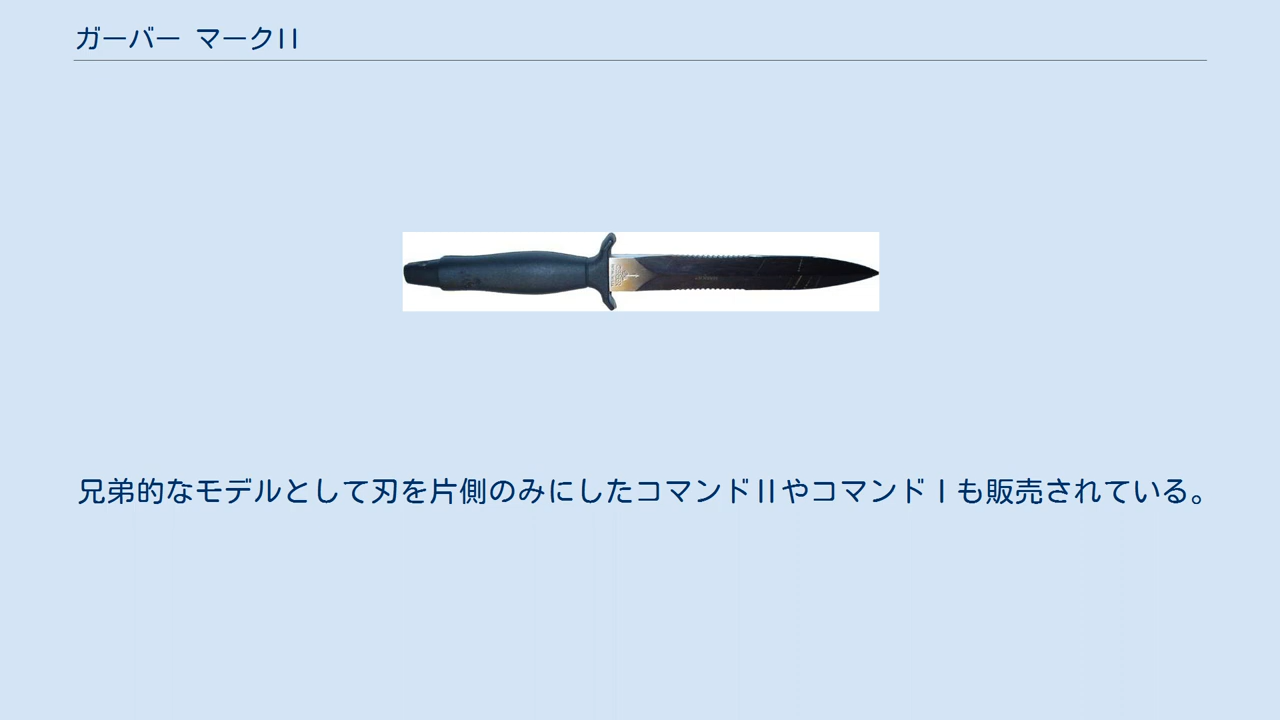 ガーバー マークII
兄弟的なモデルとして刃を片側のみにしたコマンドⅡやコマンドⅠも販売されている。